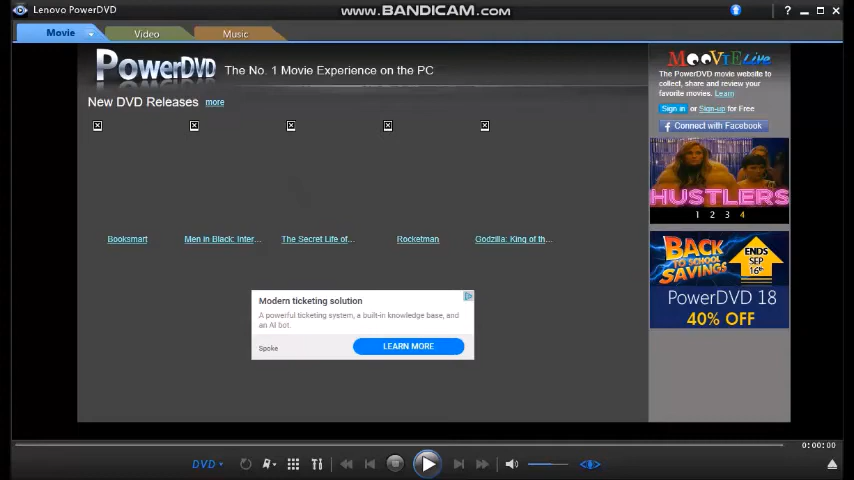 Lenovo PowerDVD
www.BANDICAM.com
?
Movie
Video
Music
PowerDVD The No. 1 Movie Experience on the PC
New DVD Releases more
Booksmart
Men in Black: Inter...
The Secret Life of...
Rocketman
Godzilla: King of th...
Modern ticketing solution
A powerful ticketing system, a built-in knowledge base, and
an AI bot.
Spoke
LEARN MORE
MooVIE Live
The PowerDVD movie website to
collect, share and review your
favorite movies. Learn
Sign in or Sign-up for Free
f Connect with Facebook
HUSTLERS
1 2 3 4
BACK TO SCHOOL SAVINGS
ENDS SEP 16th
PowerDVD 18
40% OFF
0:00:00
DVD